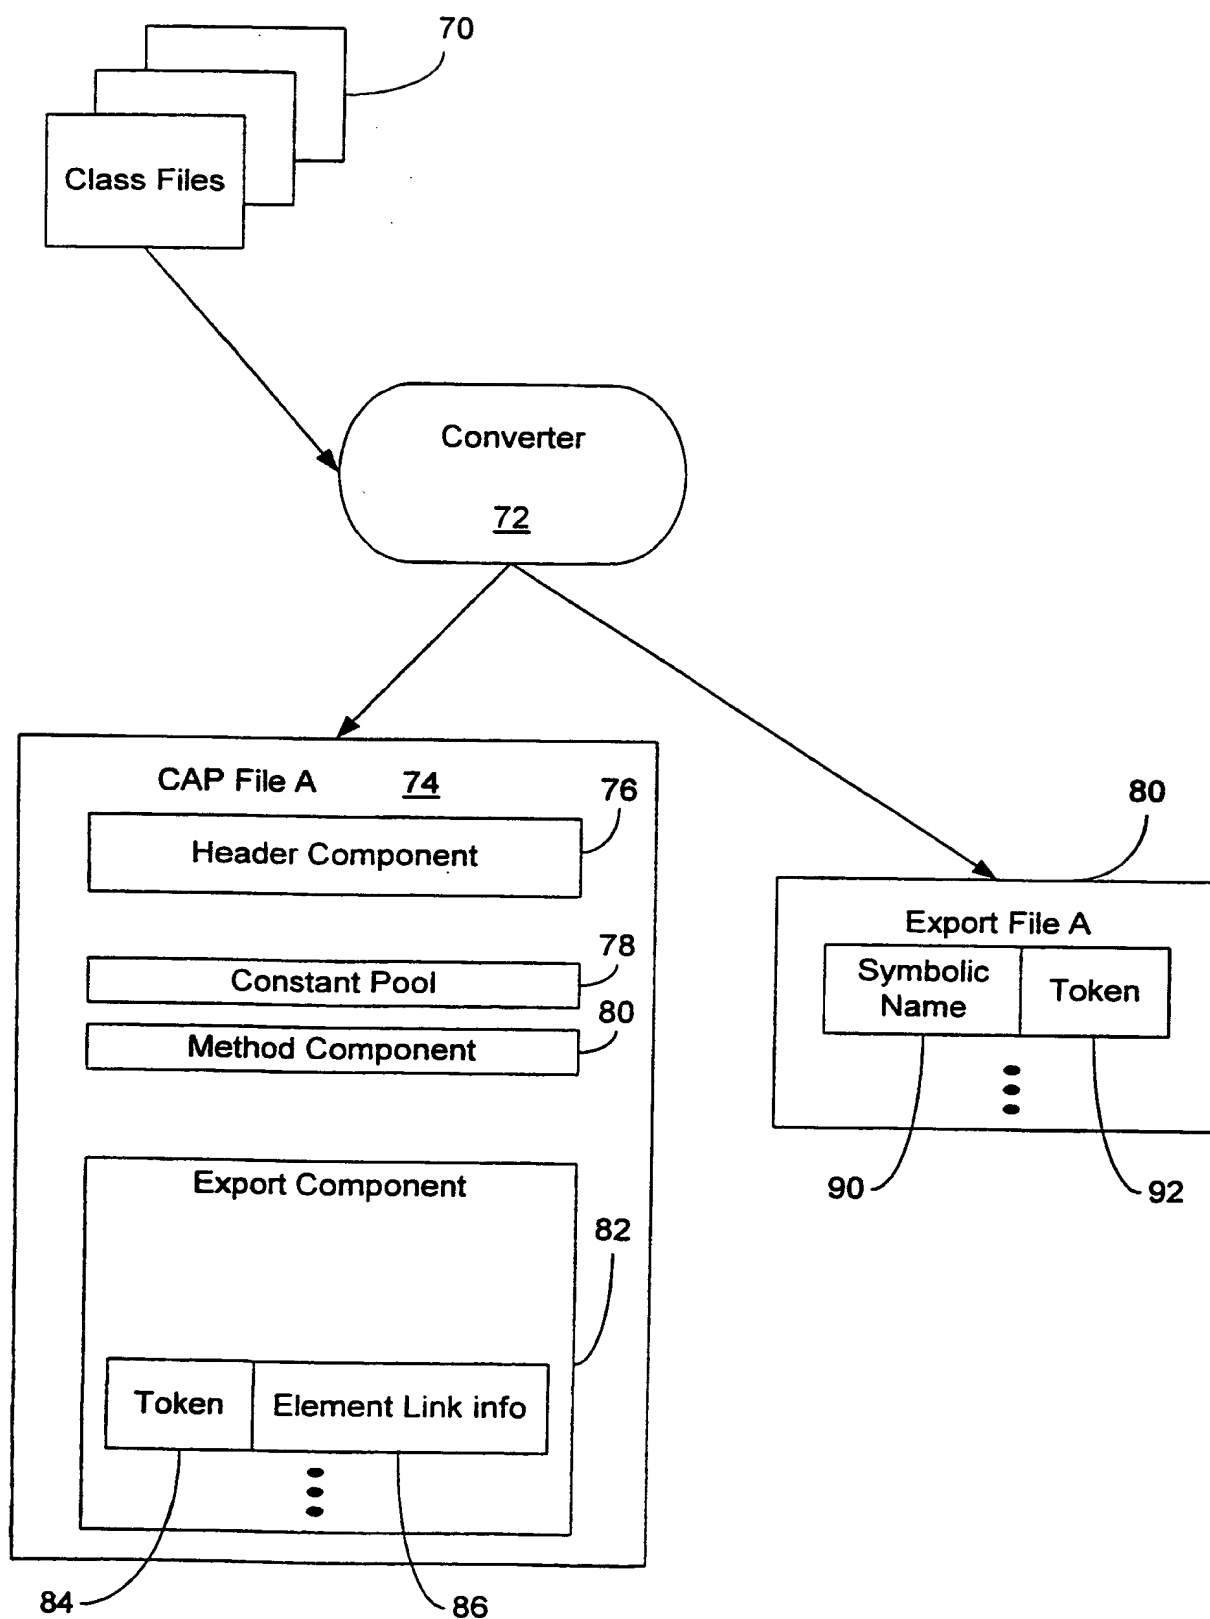 70
Class Files
Converter
72
CAP File A 74
76
Header Component
78
Constant Pool
80
Method Component
Export Component
82
Token Element Link info
84
86
80
Export File A
Symbolic
Name
Token
90
92